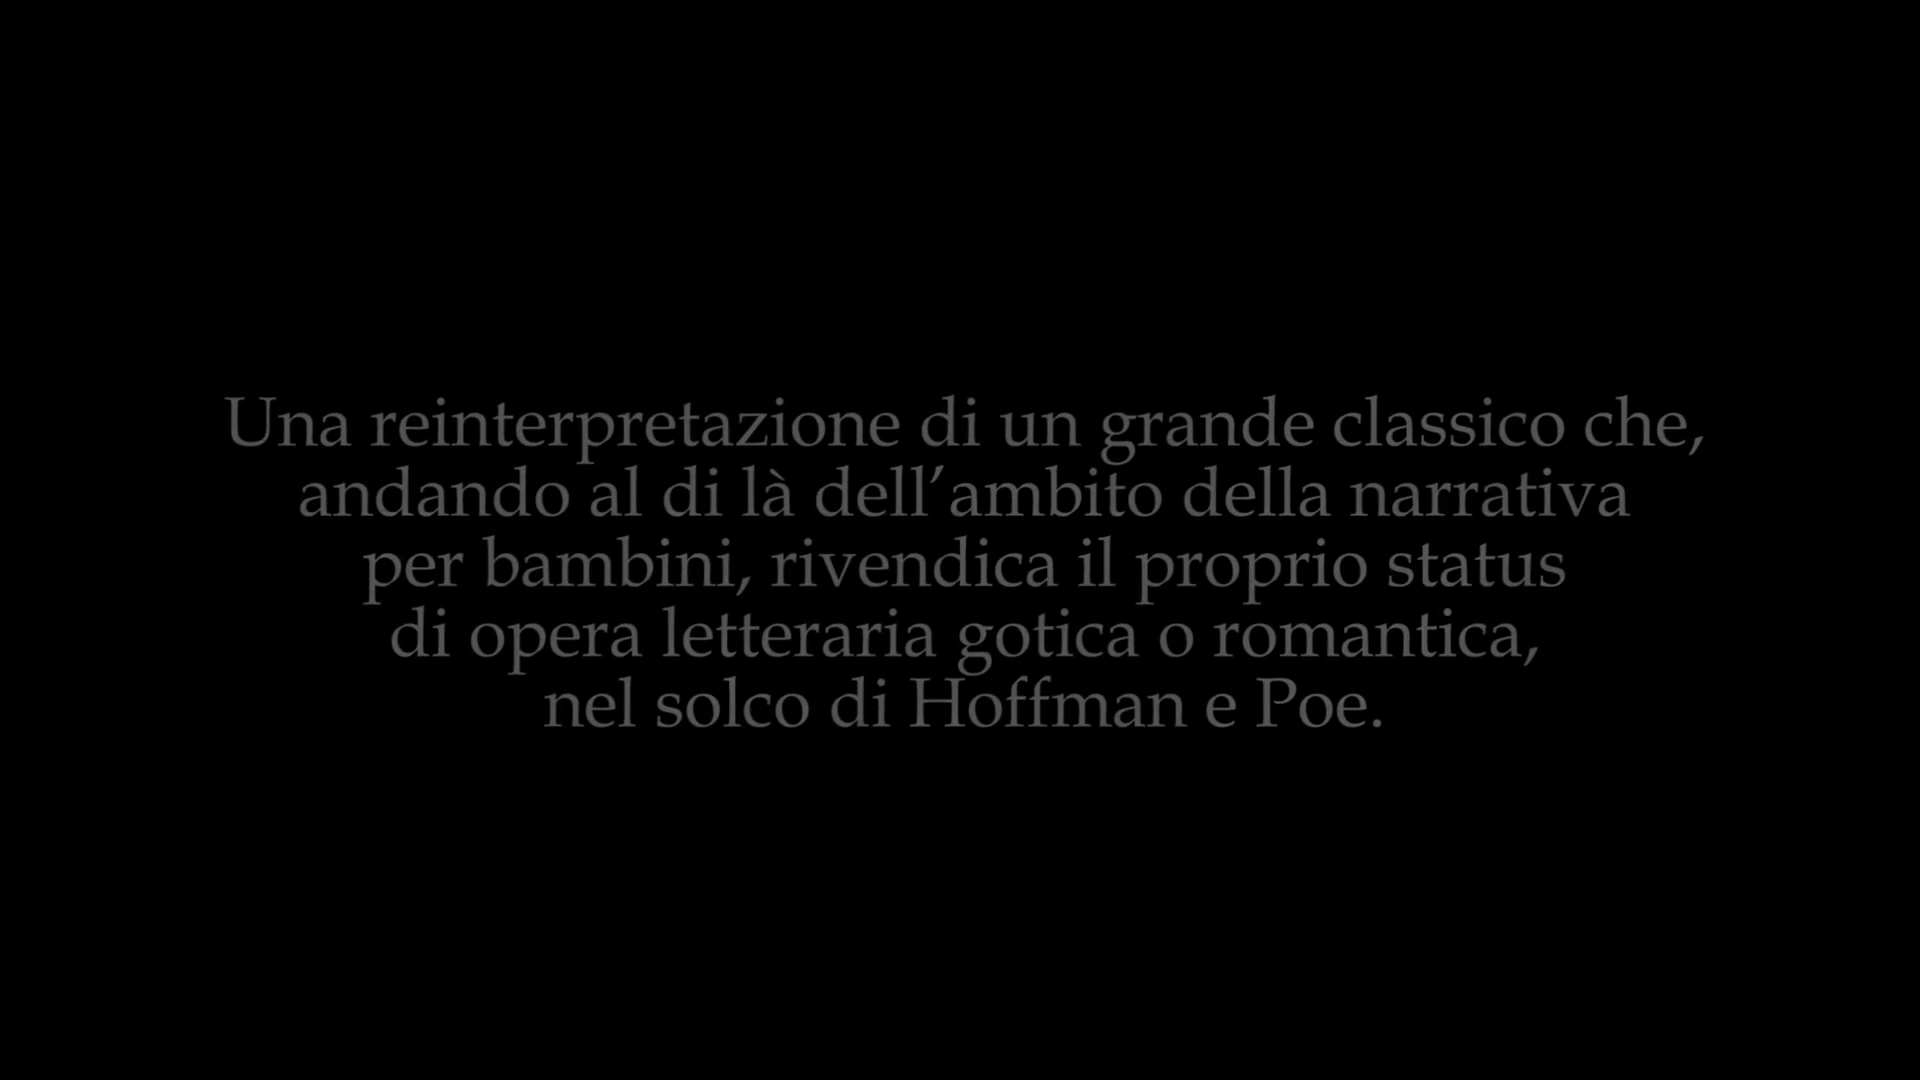 Una reinterpretazione di un grande classico che,
andando al di là dell’ambito della narrativa
per bambini, rivendica il proprio status
di opera letteraria gotica o romantica,
nel solco di Hoffman e Poe.